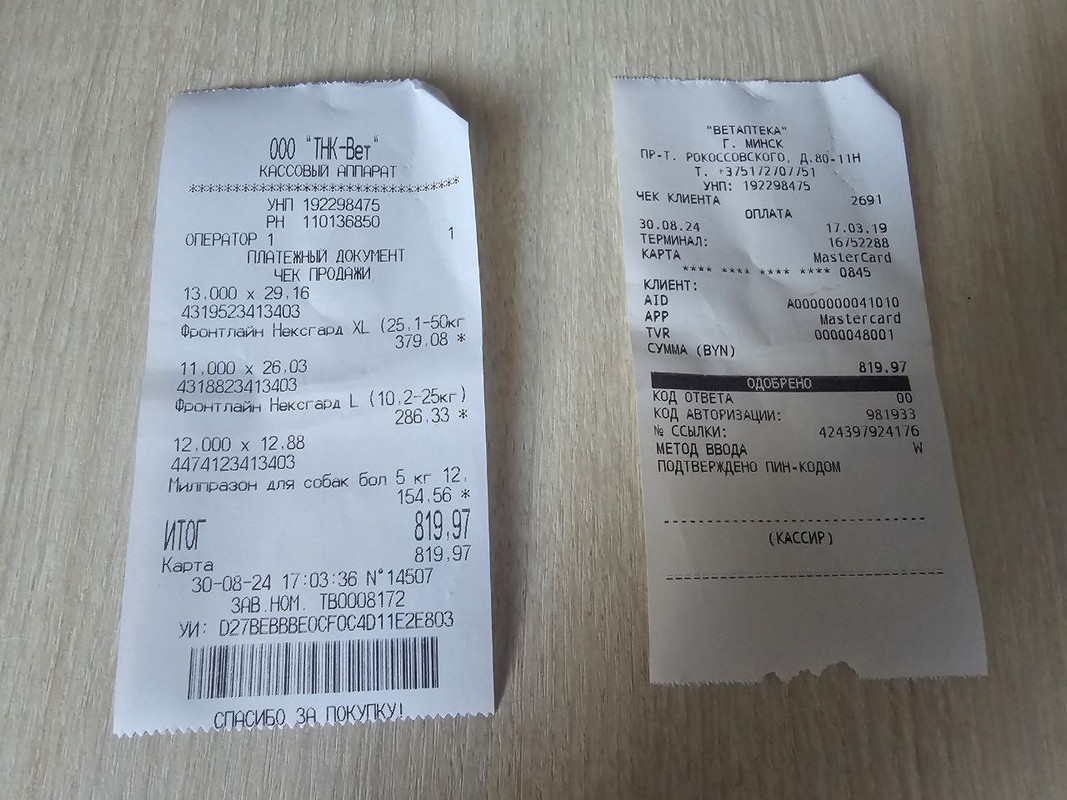 ООО "ТНК-Вет"
КАССОВЫЙ АППАРАТ
****************************************
УНП 192298475
РН 110136850
ОПЕРАТОР 1 1
ПЛАТЕЖНЫЙ ДОКУМЕНТ
ЧЕК ПРОДАЖИ
13,000 x 29,16
4319523413403
Фронтлайн Нексгард XL (25,1-50кг
379,08 *
11,000 x 26,03
4318823413403
Фронтлайн Нексгард L (10,2-25кг)
286,33 *
12,000 x 12,88
4474123413403
Милпразон для собак бол 5 кг 12,
154,56 *
ИТОГ 819,97
Карта 819,97
30-08-24 17:03:36 N°14507
ЗАВ.НОМ. ТВ0008172
УИ: D27BEBBBE0CF0C4D11E2E803
СПАСИБО ЗА ПОКУПКУ!
"ВЕТАПТЕКА"
Г. МИНСК
ПР-Т. РОКОССОВСКОГО, Д.80-11Н
Т. +375172707751
УНП: 192298475
ЧЕК КЛИЕНТА 2691
ОПЛАТА
30.08.24 17.03.19
ТЕРМИНАЛ: 16752288
КАРТА MasterCard
**** **** **** **** 0845
КЛИЕНТ:
AID A0000000041010
APP Mastercard
TVR 0000048001
СУММА (BYN)
819.97
ОДОБРЕНО
КОД ОТВЕТА 00
КОД АВТОРИЗАЦИИ: 981933
№ ССЫЛКИ: 424397924176
МЕТОД ВВОДА W
ПОДТВЕРЖДЕНО ПИН-КОДОМ
(КАССИР)